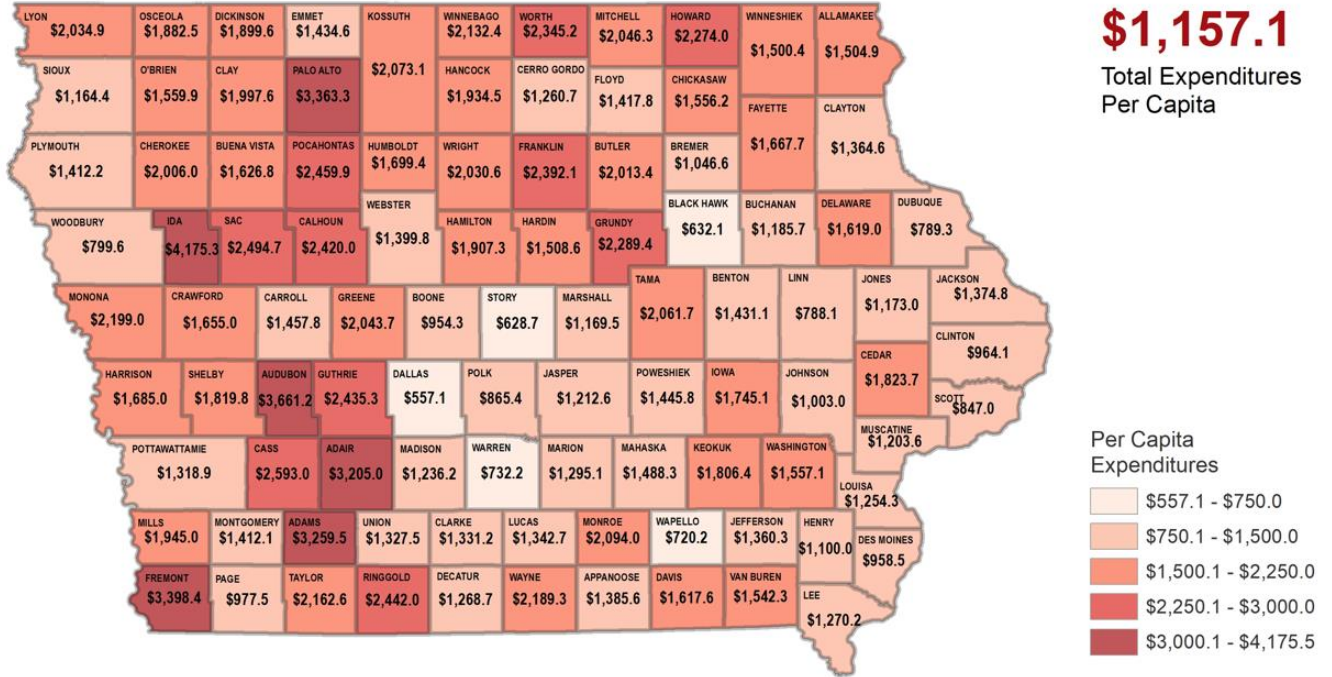 LYON
$2,034.9
OSCEOLA
$1,882.5
DICKINSON
$1,899.6
EMMET
$1,434.6
KOSSUTH
$2,073.1
WINNEBAGO
$2,132.4
WORTH
$2,345.2
MITCHELL
$2,046.3
HOWARD
$2,274.0
WINNESHIEK
$1,500.4
ALLAMAKEE
$1,504.9
$1,157.1
Total Expenditures
Per Capita
SIOUX
$1,164.4
O'BRIEN
$1,559.9
CLAY
$1,997.6
PALO ALTO
$3,363.3
HANCOCK
$1,934.5
CERRO GORDO
$1,260.7
FLOYD
$1,417.8
CHICKASAW
$1,556.2
FAYETTE
$1,667.7
CLAYTON
$1,364.6
PLYMOUTH
$1,412.2
CHEROKEE
$2,006.0
BUENA VISTA
$1,626.8
POCAHONTAS
$2,459.9
HUMBOLDT
$1,699.4
WRIGHT
$2,030.6
FRANKLIN
$2,392.1
BUTLER
$2,013.4
BREMER
$1,046.6
WOODBURY
$799.6
IDA
$4,175.3
SAC
$2,494.7
CALHOUN
$2,420.0
WEBSTER
$1,399.8
HAMILTON
$1,907.3
HARDIN
$1,508.6
GRUNDY
$2,289.4
BLACK HAWK
$632.1
BUCHANAN
$1,185.7
DELAWARE
$1,619.0
DUBUQUE
$789.3
MONONA
$2,199.0
CRAWFORD
$1,655.0
CARROLL
$1,457.8
GREENE
$2,043.7
BOONE
$954.3
STORY
$628.7
MARSHALL
$1,169.5
TAMA
$2,061.7
BENTON
$1,431.1
LINN
$788.1
JONES
$1,173.0
JACKSON
$1,374.8
CLINTON
$964.1
HARRISON
$1,685.0
SHELBY
$1,819.8
AUDUBON
$3,661.2
GUTHRIE
$2,435.3
DALLAS
$557.1
POLK
$865.4
JASPER
$1,212.6
POWESHIEK
$1,445.8
IOWA
$1,745.1
JOHNSON
$1,003.0
CEDAR
$1,823.7
SCOTT
$847.0
MUSCATINE
$1,203.6
POTTAWATTAMIE
$1,318.9
CASS
$2,593.0
ADAIR
$3,205.0
MADISON
$1,236.2
WARREN
$732.2
MARION
$1,295.1
MAHASKA
$1,488.3
KEOKUK
$1,806.4
WASHINGTON
$1,557.1
LOUISA
$1,254.3
MILLS
$1,945.0
MONTGOMERY
$1,412.1
ADAMS
$3,259.5
UNION
$1,327.5
CLARKE
$1,331.2
LUCAS
$1,342.7
MONROE
$2,094.0
WAPELLO
$720.2
JEFFERSON
$1,360.3
HENRY
$1,100.0
DES MOINES
$958.5
FREMONT
$3,398.4
PAGE
$977.5
TAYLOR
$2,162.6
RINGGOLD
$2,442.0
DECATUR
$1,268.7
WAYNE
$2,189.3
APPANOOSE
$1,385.6
DAVIS
$1,617.6
VAN BUREN
$1,542.3
LEE
$1,270.2
Per Capita
Expenditures
$557.1 - $750.0
$750.1 - $1,500.0
$1,500.1 - $2,250.0
$2,250.1 - $3,000.0
$3,000.1 - $4,175.5